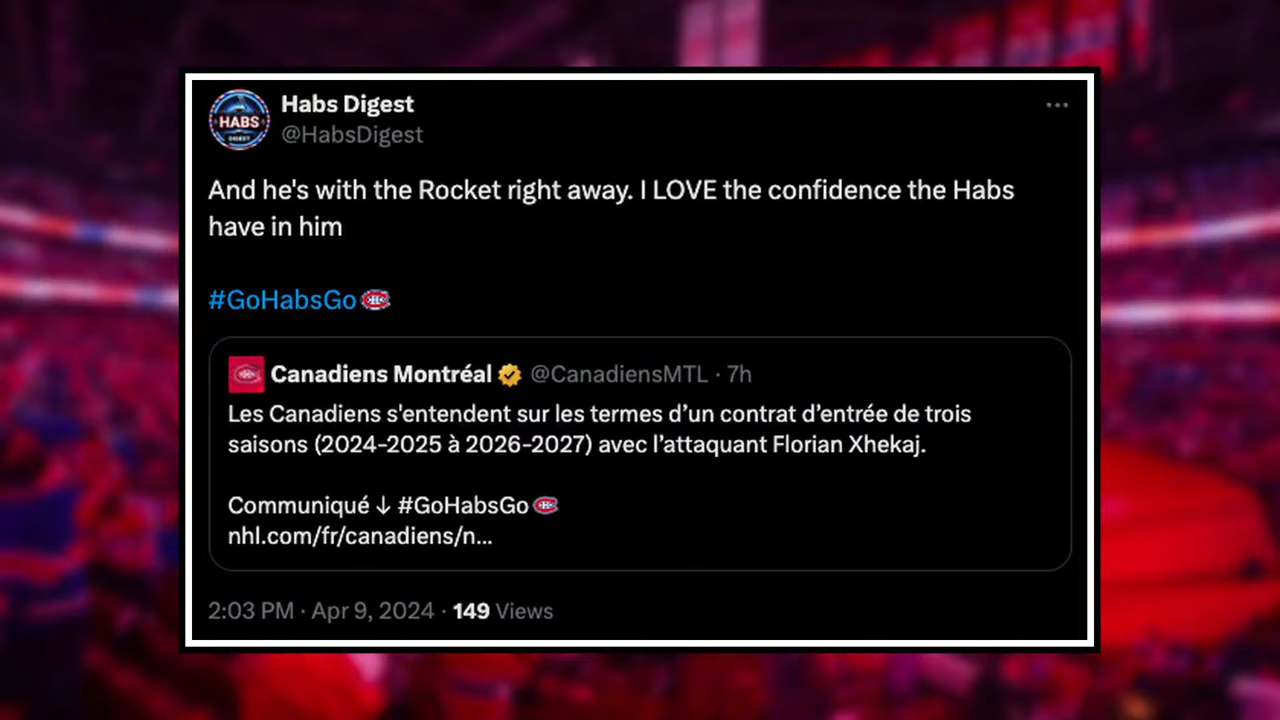 HABS
DIGEST
Habs Digest
@HabsDigest
And he's with the Rocket right away. I LOVE the confidence the Habs
have in him
#GoHabsGo
Canadiens Montréal @CanadiensMTL · 7h
Les Canadiens s'entendent sur les termes d’un contrat d’entrée de trois
saisons (2024-2025 à 2026-2027) avec l’attaquant Florian Xhekaj.
Communiqué ↓ #GoHabsGo
nhl.com/fr/canadiens/n...
2:03 PM · Apr 9, 2024 · 149 Views